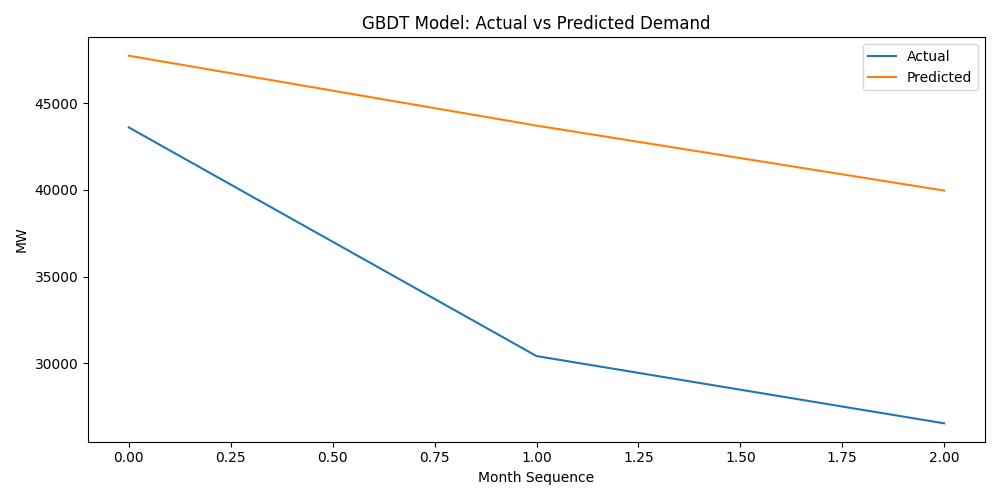 GBDT Model: Actual vs Predicted Demand
Actual
Predicted
45000
40000
35000
30000
MW
0.00 0.25 0.50 0.75 1.00 1.25 1.50 1.75 2.00
Month Sequence